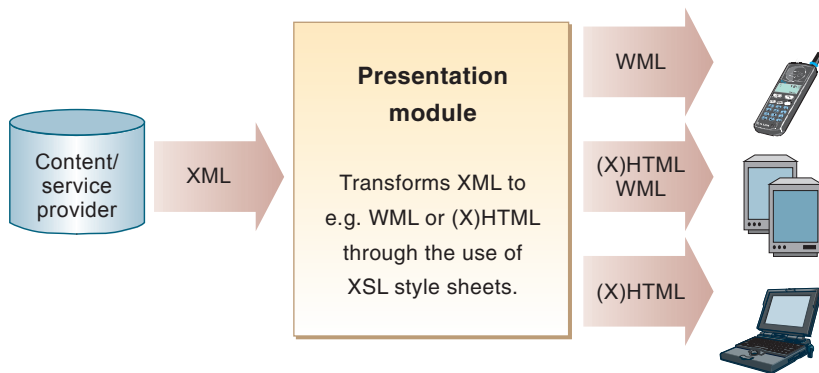 Content/
service
provider
XML
Presentation
module
Transforms XML to
e.g. WML or (X)HTML
through the use of
XSL style sheets.
WML
(X)HTML
WML
(X)HTML